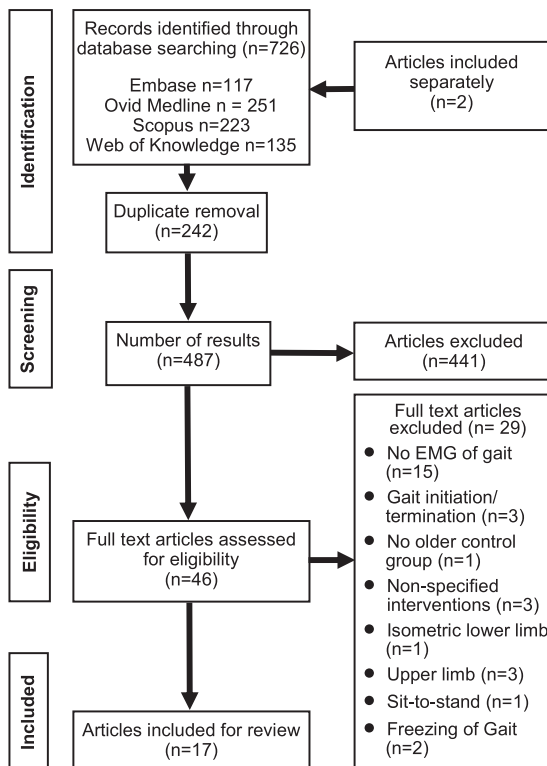 Identification
Records identified through
database searching (n=726)
Embase n=117
Ovid Medline n = 251
Scopus n=223
Web of Knowledge n=135
Articles included
separately
(n=2)
Duplicate removal
(n=242)
Screening
Number of results
(n=487)
Articles excluded
(n=441)
Eligibility
Full text articles assessed
for eligibility
(n=46)
Full text articles
excluded (n= 29)
● No EMG of gait
(n=15)
● Gait initiation/
termination (n=3)
● No older control
group (n=1)
● Non-specified
interventions (n=3)
● Isometric lower limb
(n=1)
● Upper limb (n=3)
● Sit-to-stand (n=1)
● Freezing of Gait
(n=2)
Included
Articles included for review
(n=17)